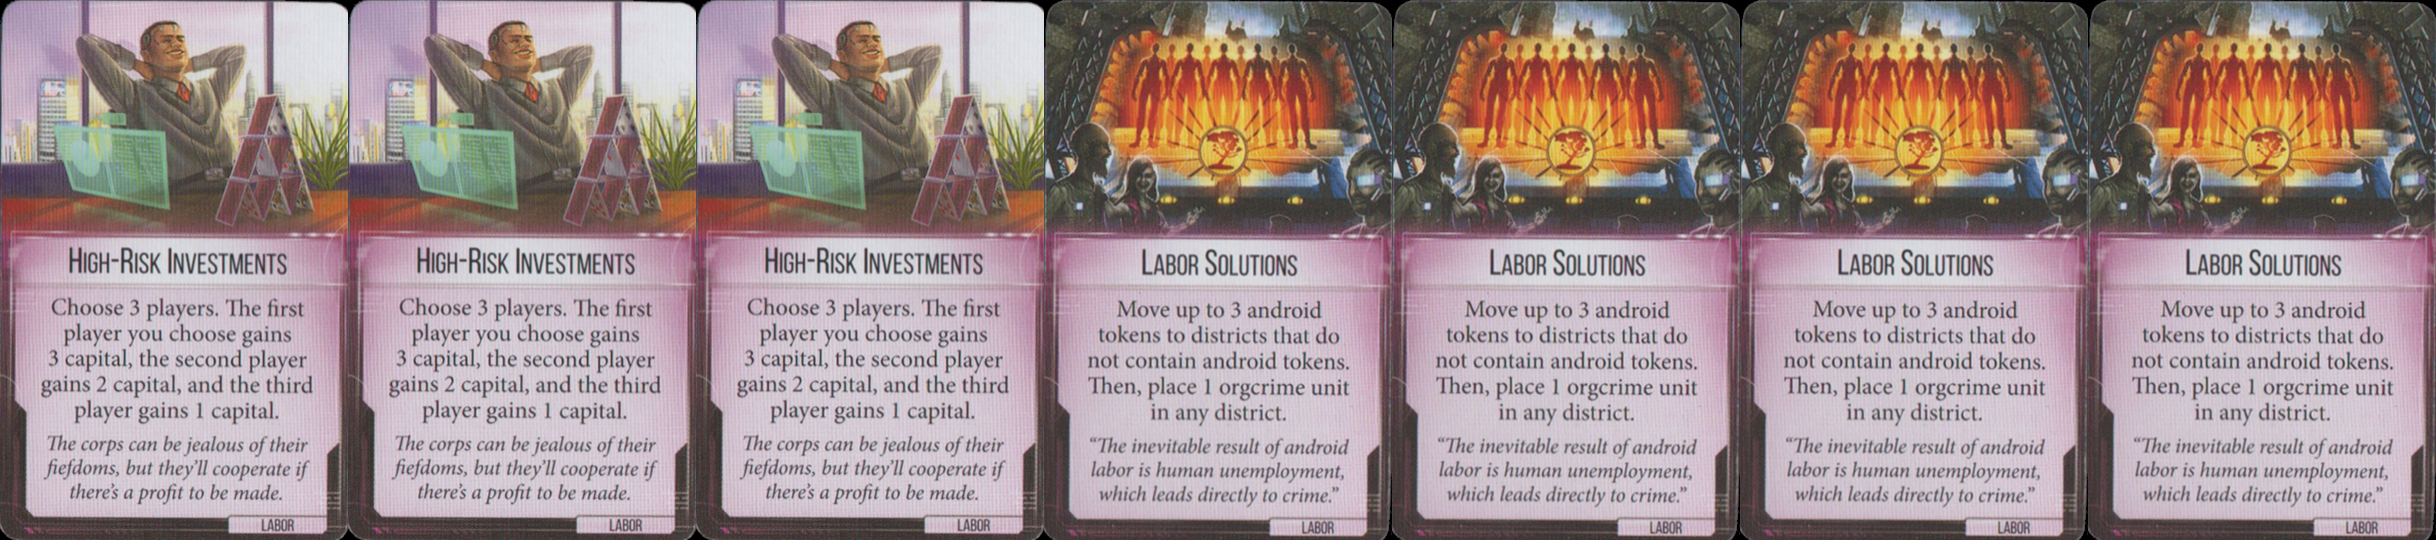 High-Risk Investments
Choose 3 players. The first
player you choose gains
3 capital, the second player
gains 2 capital, and the third
player gains 1 capital.
The corps can be jealous of their
fiefdoms, but they'll cooperate if
there's a profit to be made.
LABOR
High-Risk Investments
Choose 3 players. The first
player you choose gains
3 capital, the second player
gains 2 capital, and the third
player gains 1 capital.
The corps can be jealous of their
fiefdoms, but they'll cooperate if
there's a profit to be made.
LABOR
High-Risk Investments
Choose 3 players. The first
player you choose gains
3 capital, the second player
gains 2 capital, and the third
player gains 1 capital.
The corps can be jealous of their
fiefdoms, but they'll cooperate if
there's a profit to be made.
LABOR
Labor Solutions
Move up to 3 android
tokens to districts that do
not contain android tokens.
Then, place 1 orgcrime unit
in any district.
"The inevitable result of android
labor is human unemployment,
which leads directly to crime."
LABOR
Labor Solutions
Move up to 3 android
tokens to districts that do
not contain android tokens.
Then, place 1 orgcrime unit
in any district.
"The inevitable result of android
labor is human unemployment,
which leads directly to crime."
LABOR
Labor Solutions
Move up to 3 android
tokens to districts that do
not contain android tokens.
Then, place 1 orgcrime unit
in any district.
"The inevitable result of android
labor is human unemployment,
which leads directly to crime."
LABOR
Labor Solutions
Move up to 3 android
tokens to districts that do
not contain android tokens.
Then, place 1 orgcrime unit
in any district.
"The inevitable result of android
labor is human unemployment,
which leads directly to crime."
LABOR